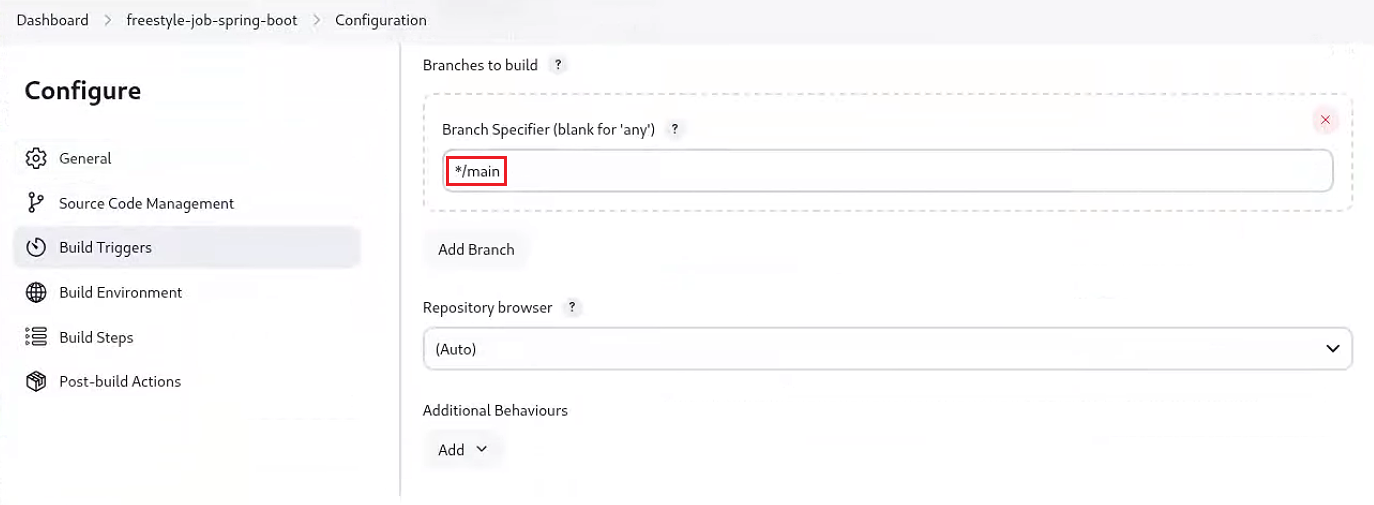 Dashboard > freestyle-job-spring-boot > Configuration
Configure
General
Source Code Management
Build Triggers
Build Environment
Build Steps
Post-build Actions
Branches to build ?
Branch Specifier (blank for 'any') ?
*/main
Add Branch
Repository browser ?
(Auto)
Additional Behaviours
Add